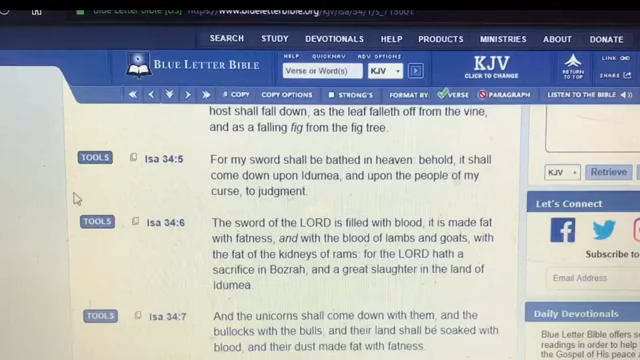 Blue Letter Bible [US] https://www.blueletterbible.org/kjv/isa/34/1/s_713001
SEARCH STUDY DEVOTIONALS HELP PRODUCTS MINISTRIES ABOUT DONATE
BLUE LETTER BIBLE
HELP QUICKNAV ADV OPTIONS
Verse or Word(s) KJV
KJV
CLICK TO CHANGE
RETURN
TO TOP
LINK
SHARE
COPY COPY OPTIONS STRONG'S FORMAT BY VERSE PARAGRAPH LISTEN TO THE BIBLE
host shall fall down, as the leaf falleth off from the vine,
and as a falling fig from the fig tree.
TOOLS Isa 34:5 For my sword shall be bathed in heaven: behold, it shall
come down upon Idumea, and upon the people of my
curse, to judgment.
TOOLS Isa 34:6 The sword of the LORD is filled with blood, it is made fat
with fatness, and with the blood of lambs and goats, with
the fat of the kidneys of rams: for the LORD hath a
sacrifice in Bozrah, and a great slaughter in the land of
Idumea.
TOOLS Isa 34:7 And the unicorns shall come down with them, and the
bullocks with the bulls; and their land shall be soaked with
blood, and their dust made fat with fatness.
KJV Retrieve
Let's Connect
Subscribe to
Email Address
Daily Devotionals
Blue Letter Bible offers s
readings in order to help
the Gospel of His peace